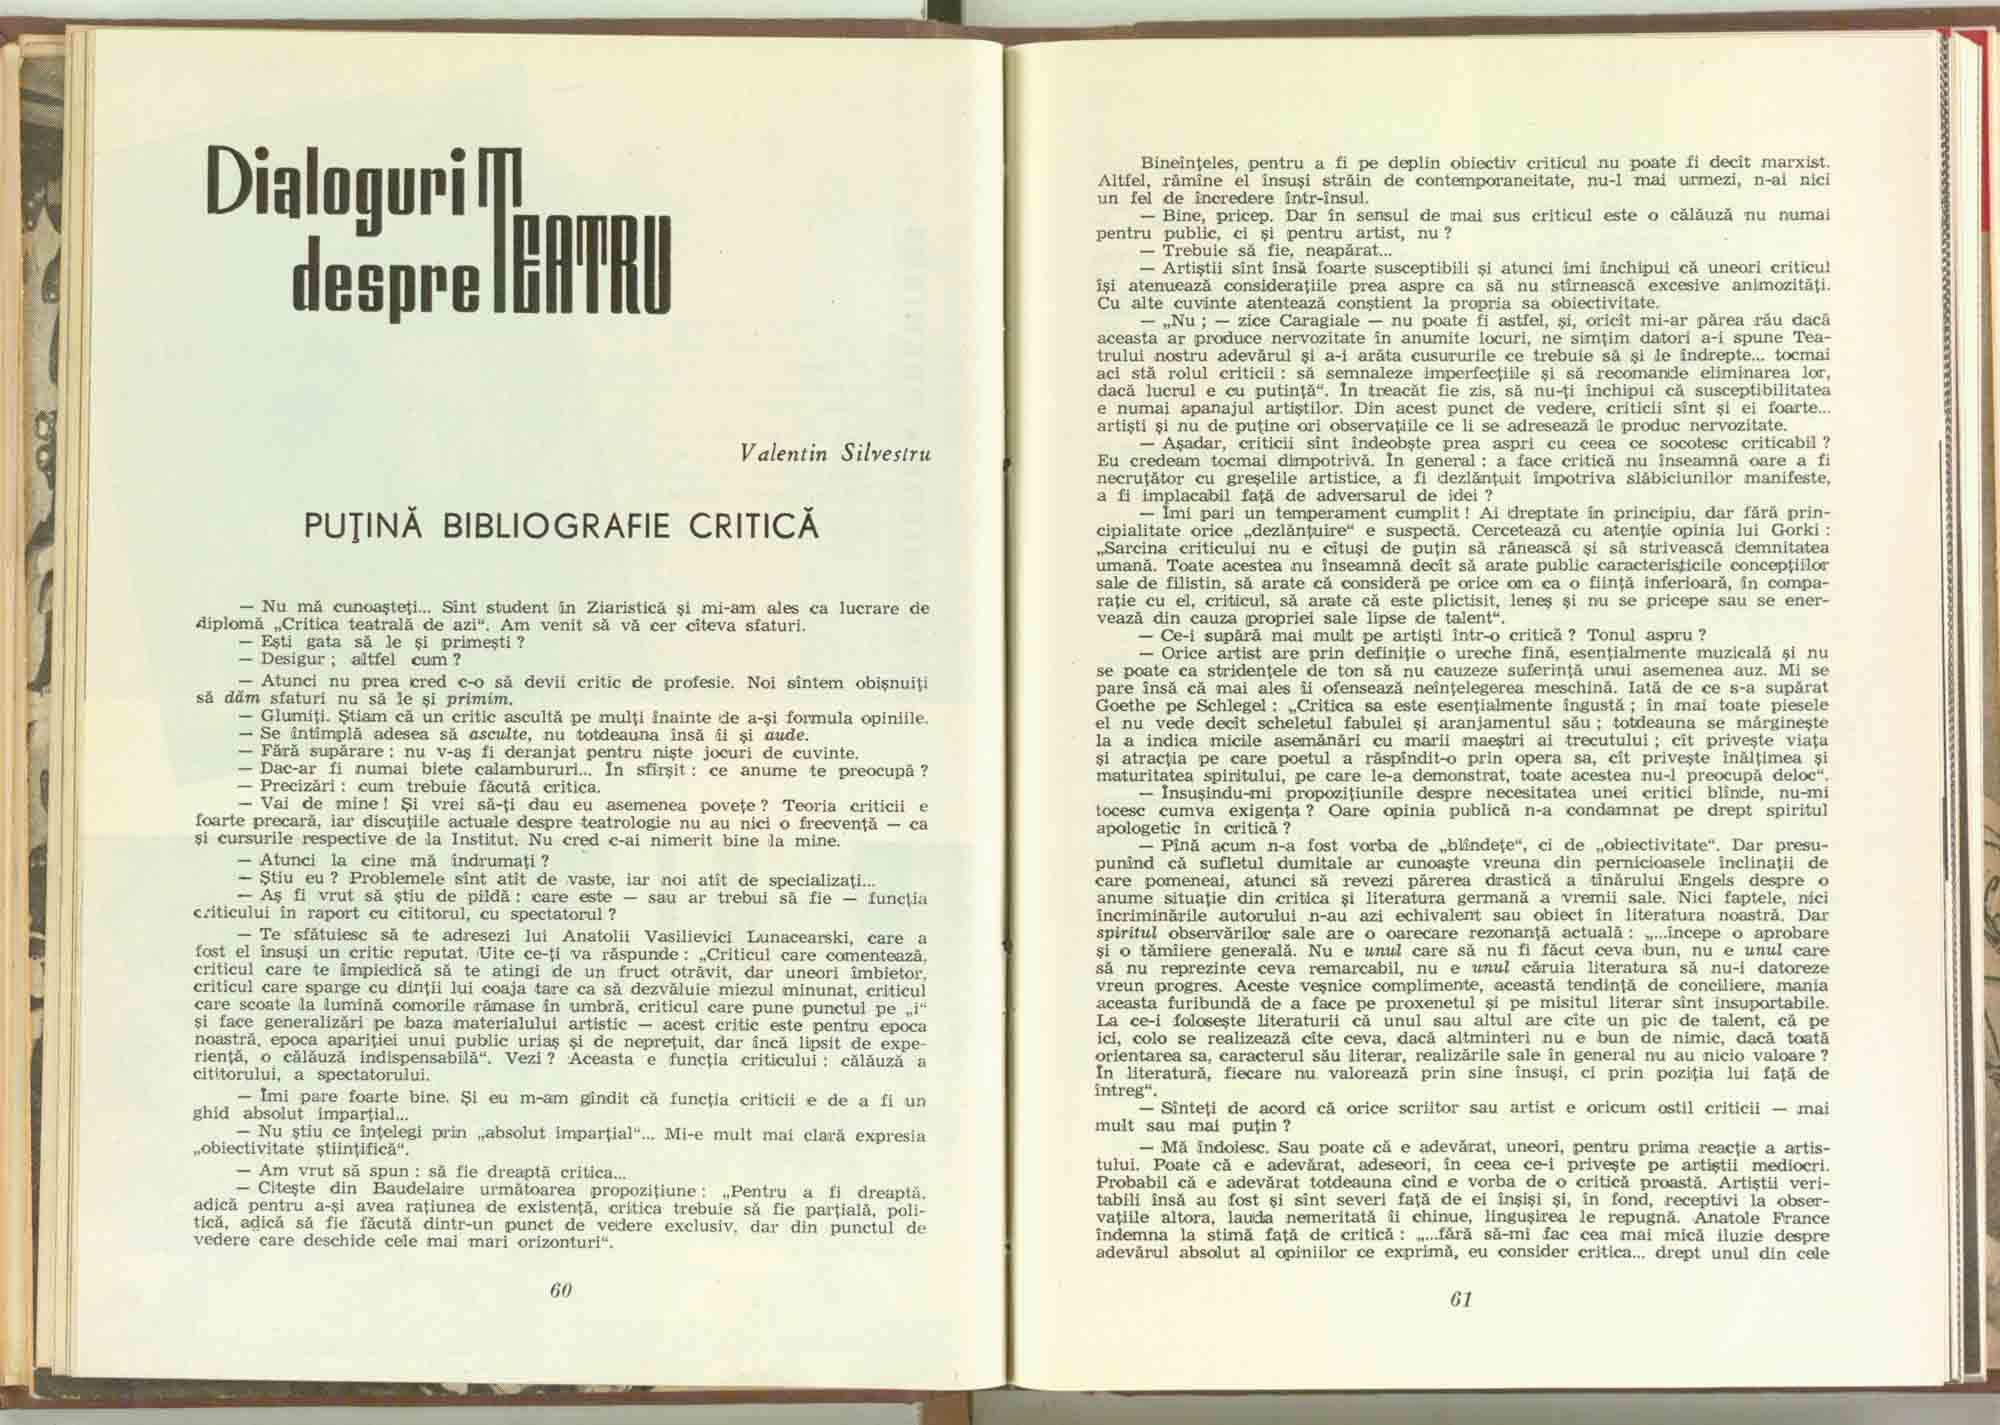 Dialoguri
despre TEATRU
Valentin Silvestru
PUŢINĂ BIBLIOGRAFIE CRITICĂ
— Nu mă cunoaşteţi... Sînt student în Ziaristică şi mi-am ales ca lucrare de
diplomă „Critica teatrală de azi“. Am venit să vă cer cîteva sfaturi.
— Eşti gata să le şi primeşti ?
— Desigur ; altfel cum ?
— Atunci nu prea cred c-o să devii critic de profesie. Noi sîntem obişnuiţi
să dăm sfaturi nu să le şi primim.
— Glumiţi. Ştiam că un critic ascultă pe mulţi înainte de a-şi formula opiniile.
— Se întîmplă adesea să asculte, nu totdeauna însă îi şi aude.
— Fără supărare : nu v-aş fi deranjat pentru nişte jocuri de cuvinte.
— Dac-ar fi numai biete calambururi... În sfîrşit : ce anume te preocupă ?
— Precizări : cum trebuie făcută critica.
— Vai de mine ! Şi vrei să-ţi dau eu asemenea poveţe ? Teoria criticii e
foarte precară, iar discuţiile actuale despre teatrologie nu au nici o frecvenţă — ca
şi cursurile respective de la Institut. Nu cred c-ai nimerit bine la mine.
— Atunci la cine mă îndrumaţi ?
— Ştiu eu ? Problemele sînt atît de vaste, iar noi atît de specializaţi...
— Aş fi vrut să ştiu de pildă : care este — sau ar trebui să fie — funcţia
criticului în raport cu cititorul, cu spectatorul ?
— Te sfătuiesc să te adresezi lui Anatolii Vasilievici Lunacearski, care a
fost el însuşi un critic reputat. Uite ce-ţi va răspunde : „Criticul care comentează,
criticul care te împiedică să te atingi de un fruct otrăvit, dar uneori îmbietor,
criticul care sparge cu dinţii lui coaja tare ca să dezvăluie miezul minunat, criticul
care scoate la lumină comorile rămase în umbră, criticul care pune punctul pe „i“
şi face generalizări pe baza materialului artistic — acest critic este pentru epoca
noastră, epoca apariţiei unui public uriaş şi de nepreţuit, dar încă lipsit de expe-
rienţă, o călăuză indispensabilă“. Vezi ? Aceasta e funcţia criticului : călăuză a
cititorului, a spectatorului.
— Îmi pare foarte bine. Şi eu m-am gîndit că funcţia criticii e de a fi un
ghid absolut imparţial...
— Nu ştiu ce înţelegi prin „absolut imparţial“... Mi-e mult mai clară expresia
„obiectivitate ştiinţifică“.
— Am vrut să spun : să fie dreaptă critica...
— Citeşte din Baudelaire următoarea propoziţiune : „Pentru a fi dreaptă,
adică pentru a-şi avea raţiunea de existenţă, critica trebuie să fie parţială, poli-
tică, adică să fie făcută dintr-un punct de vedere exclusiv, dar din punctul de
vedere care deschide cele mai mari orizonturi“.
60
Bineînţeles, pentru a fi pe deplin obiectiv criticul nu poate fi decît marxist.
Altfel, rămîne el însuşi străin de contemporaneitate, nu-l mai urmezi, n-ai nici
un fel de încredere într-însul.
— Bine, pricep. Dar în sensul de mai sus criticul este o călăuză nu numai
pentru public, ci şi pentru artist, nu ?
— Trebuie să fie, neapărat...
— Artiştii sînt însă foarte susceptibili şi atunci îmi închipui că uneori criticul
îşi atenuează consideraţiile prea aspre ca să nu stîrnească excesive animozităţi.
Cu alte cuvinte atentează conştient la propria sa obiectivitate.
— „Nu ; — zice Caragiale — nu poate fi astfel, şi, oricît mi-ar părea rău dacă
aceasta ar produce nervozitate în anumite locuri, ne simţim datori a-i spune Tea-
trului nostru adevărul şi a-i arăta cusururile ce trebuie să şi le îndrepte... tocmai
aci stă rolul criticii : să semnaleze imperfecţiile şi să recomande eliminarea lor,
dacă lucrul e cu putinţă“. În treacăt fie zis, să nu-ţi închipui că susceptibilitatea
e numai apanajul artiştilor. Din acest punct de vedere, criticii sînt şi ei foarte...
artişti şi nu de puţine ori observaţiile ce li se adresează le produc nervozitate.
— Aşadar, criticii sînt îndeobşte prea aspri cu ceea ce socotesc criticabil ?
Eu credeam tocmai dimpotrivă. În general : a face critică nu înseamnă oare a fi
necruţător cu greşelile artistice, a fi dezlănţuit împotriva slăbiciunilor manifeste,
a fi implacabil faţă de adversarul de idei ?
— Îmi pari un temperament cumplit ! Ai dreptate în principiu, dar fără prin-
cipialitate orice „dezlănţuire“ e suspectă. Cercetează cu atenţie opinia lui Gorki :
„Sarcina criticului nu e cîtuşi de puţin să rănească şi să strivească demnitatea
umană. Toate acestea nu înseamnă decît să arate public caracteristicile concepţiilor
sale de filistin, să arate că consideră pe orice om ca o fiinţă inferioară, în compa-
raţie cu el, criticul, să arate că este plictisit, leneş şi nu se pricepe sau se ener-
vează din cauza propriei sale lipse de talent“.
— Ce-i supără mai mult pe artişti într-o critică ? Tonul aspru ?
— Orice artist are prin definiţie o ureche fină, esenţialmente muzicală şi nu
se poate ca stridenţele de ton să nu cauzeze suferinţă unui asemenea auz. Mi se
pare însă că mai ales îi ofensează neînţelegerea meschină. Iată de ce s-a supărat
Goethe pe Schlegel : „Critica sa este esenţialmente îngustă ; în mai toate piesele
el nu vede decît scheletul fabulei şi aranjamentul său ; totdeauna se mărgineşte
la a indica micile asemănări cu marii maeştri ai trecutului ; cît priveşte viaţa
şi atracţia pe care poetul a răspîndit-o prin opera sa, cît priveşte înălţimea şi
maturitatea spiritului, pe care le-a demonstrat, toate acestea nu-l preocupă deloc“.
— Însuşindu-mi propoziţiunile despre necesitatea unei critici blînde, nu-mi
tocesc cumva exigenţa ? Oare opinia publică n-a condamnat pe drept spiritul
apologetic în critică ?
— Pînă acum n-a fost vorba de „blîndeţe“, ci de „obiectivitate“. Dar presu-
punînd că sufletul dumitale ar cunoaşte vreuna din pernicioasele înclinaţii de
care pomeneai, atunci să revezi părerea drastică a tînărului Engels despre o
anume situaţie din critica şi literatura germană a vremii sale. Nici faptele, nici
încriminările autorului n-au azi echivalent sau obiect în literatura noastră. Dar
spiritul observărilor sale are o oarecare rezonanţă actuală : „...începe o aprobare
şi o tămîiere generală. Nu e unul care să nu fi făcut ceva bun, nu e unul care
să nu reprezinte ceva remarcabil, nu e unul căruia literatura să nu-i datoreze
vreun progres. Aceste veşnice complimente, această tendinţă de conciliere, mania
aceasta furibundă de a face pe proxenetul şi pe misitul literar sînt insuportabile.
La ce-i foloseşte literaturii că unul sau altul are cîte un pic de talent, că pe
ici, colo se realizează cîte ceva, dacă altminteri nu e bun de nimic, dacă toată
orientarea sa, caracterul său literar, realizările sale în general nu au nicio valoare ?
În literatură, fiecare nu valorează prin sine însuşi, ci prin poziţia lui faţă de
întreg“.
— Sînteţi de acord că orice scriitor sau artist e oricum ostil criticii — mai
mult sau mai puţin ?
— Mă îndoiesc. Sau poate că e adevărat, uneori, pentru prima reacţie a artis-
tului. Poate că e adevărat, adeseori, în ceea ce-i priveşte pe artiştii mediocri.
Probabil că e adevărat totdeauna cînd e vorba de o critică proastă. Artiştii veri-
tabili însă au fost şi sînt severi faţă de ei înşişi şi, în fond, receptivi la obser-
vaţiile altora, lauda nemeritată îi chinue, linguşirea le repugnă. Anatole France
îndemna la stimă faţă de critică : „...fără să-mi fac cea mai mică iluzie despre
adevărul absolut al opiniilor ce exprimă, eu consider critica... drept unul din cele
61